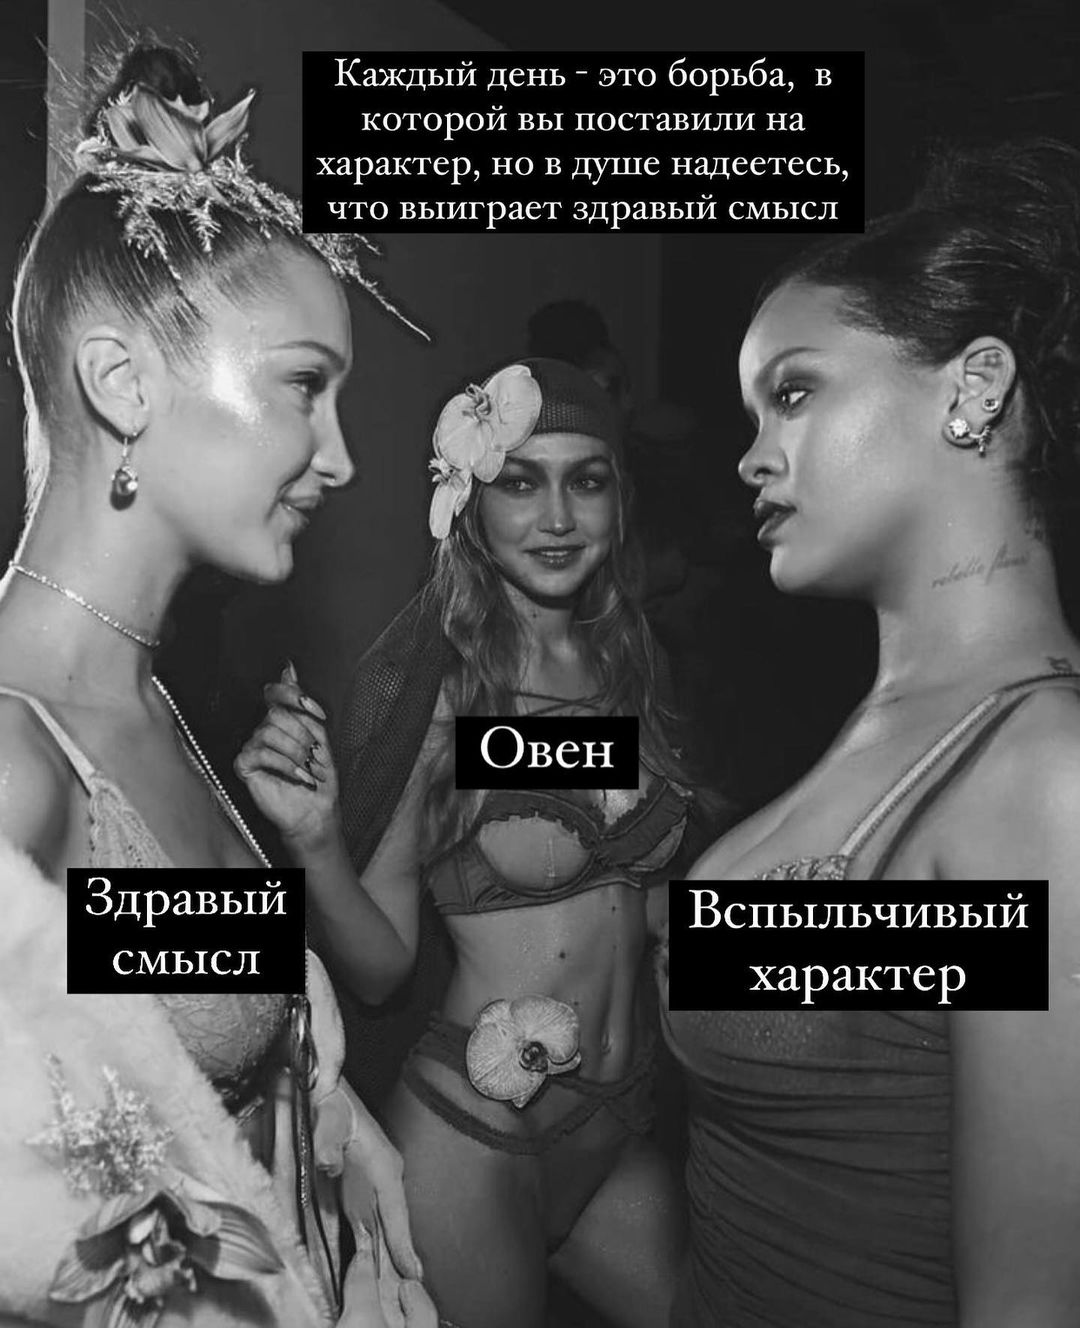 Каждый день - это борьба, в
которой вы поставили на
характер, но в душе надеетесь,
что выиграет здравый смысл
Овен
Здравый
смысл
Вспыльчивый
характер